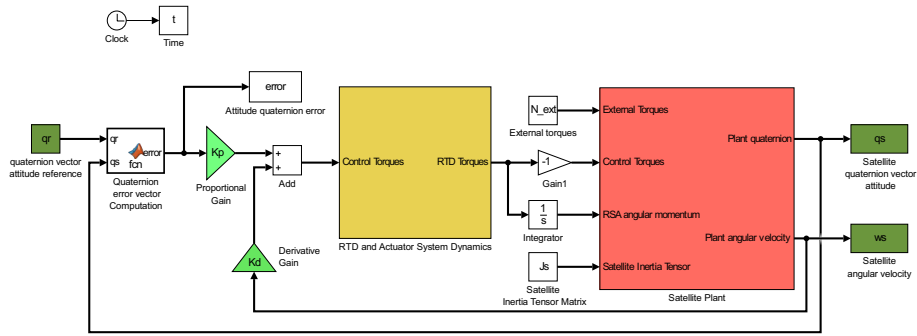 t
Clock
Time
error
Attitude quaternion error
qr
quaternion vector
attitude reference
qr
qs
error
fcn
Quaternion
error vector
Computation
Kp
Proportional
Gain
+
+
Add
Control Torques
RTD Torques
RTD and Actuator System Dynamics
Kd
Derivative
Gain
N_ext
External torques
-1
Gain1
1
s
Integrator
Js
Satellite
Inertia Tensor Matrix
External Torques
Control Torques
RSA angular momentum
Satellite Inertia Tensor
Plant quaternion
Plant angular velocity
Satellite Plant
qs
Satellite
quaternion vector
attitude
ws
Satellite
angular velocity